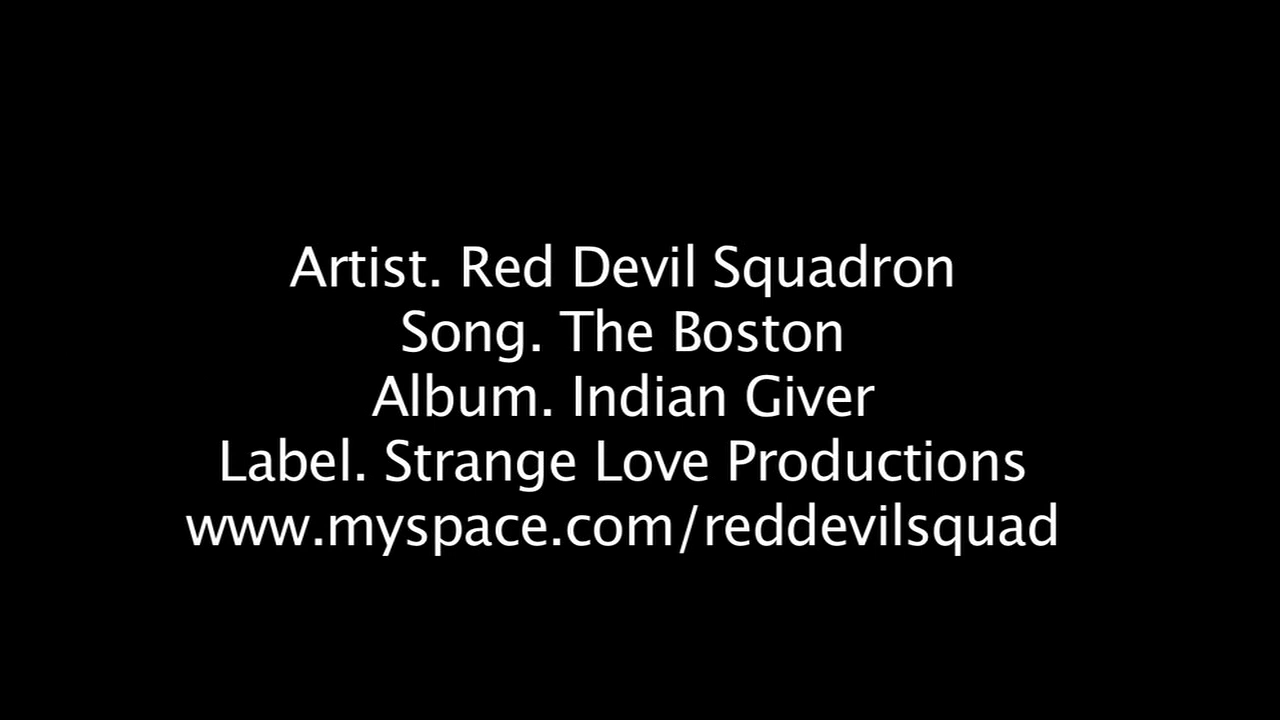 Artist. Red Devil Squadron
Song. The Boston
Album. Indian Giver
Label. Strange Love Productions
www.myspace.com/reddevilsquad